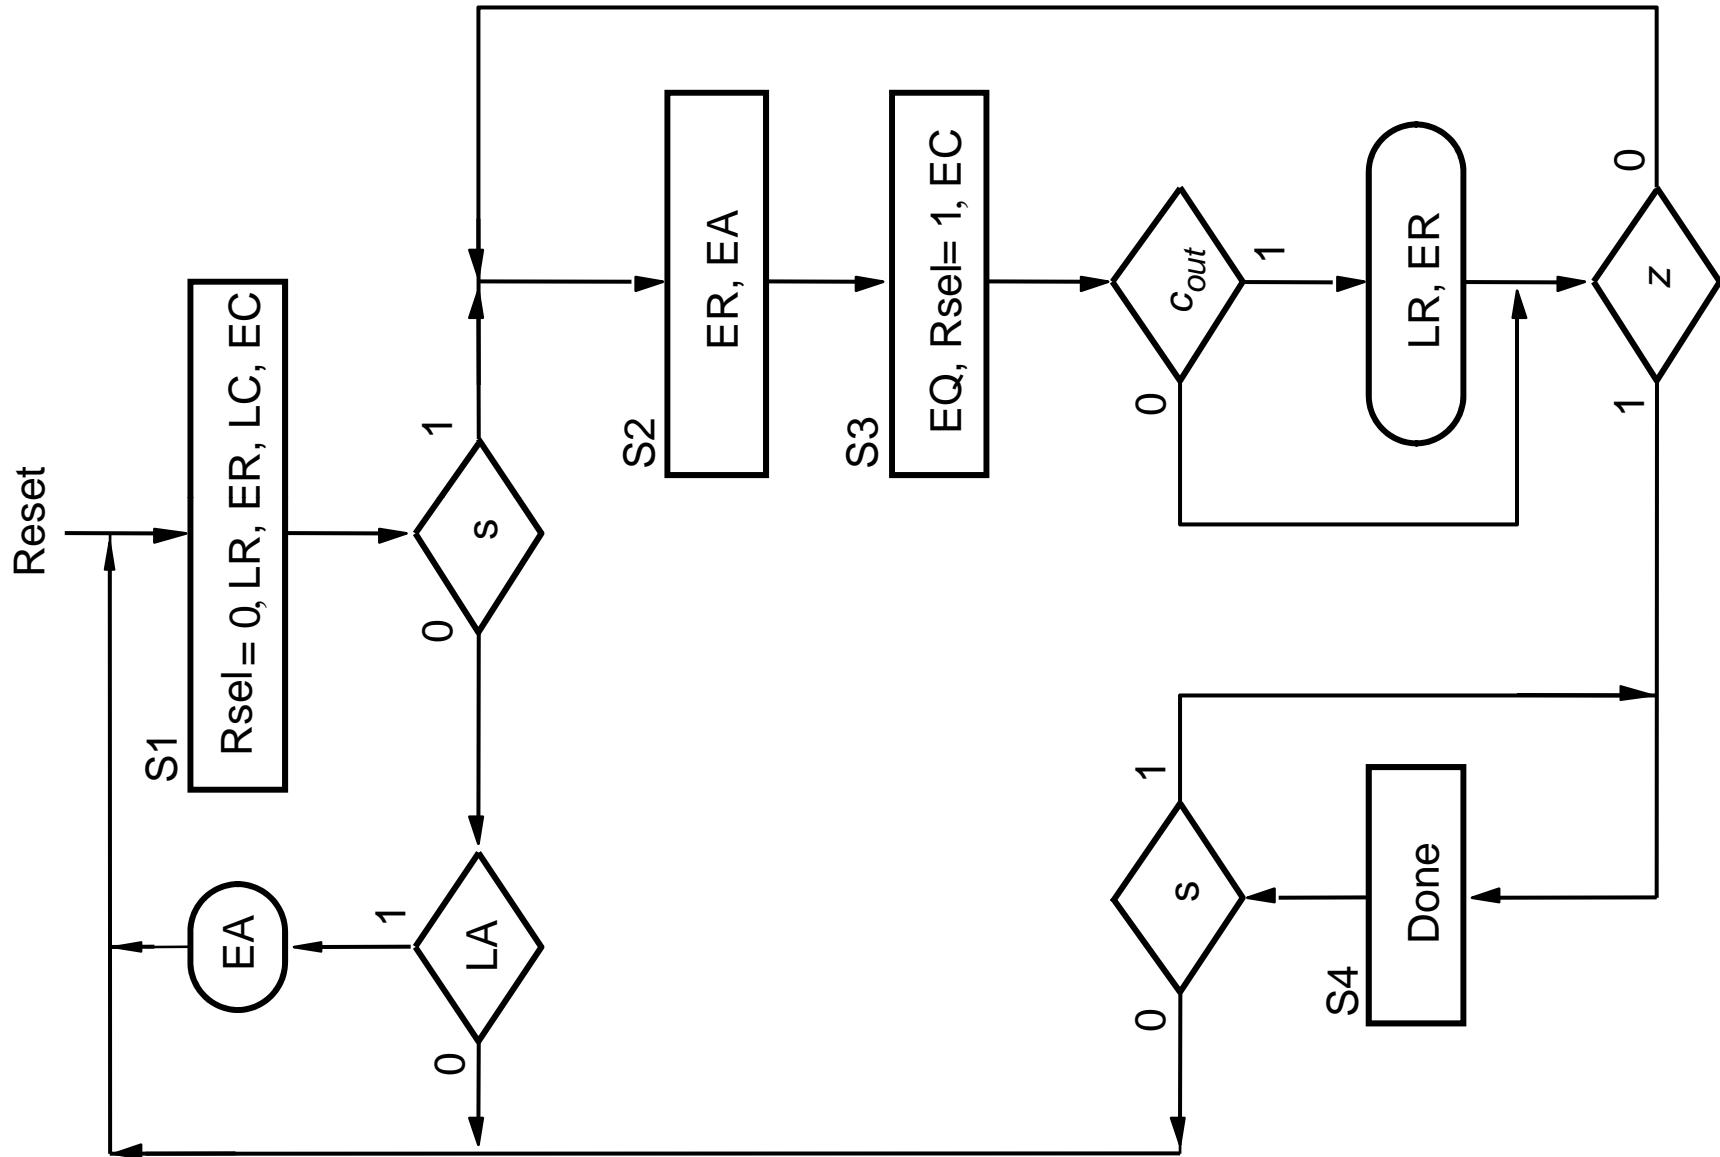 Reset
S1
Rsel = 0, LR, ER, LC, EC
EA
1
LA
0
0
s
1
S2
ER, EA
S3
EQ, Rsel = 1, EC
cout
0
1
LR, ER
z
0
1
S4
Done
s
1
0